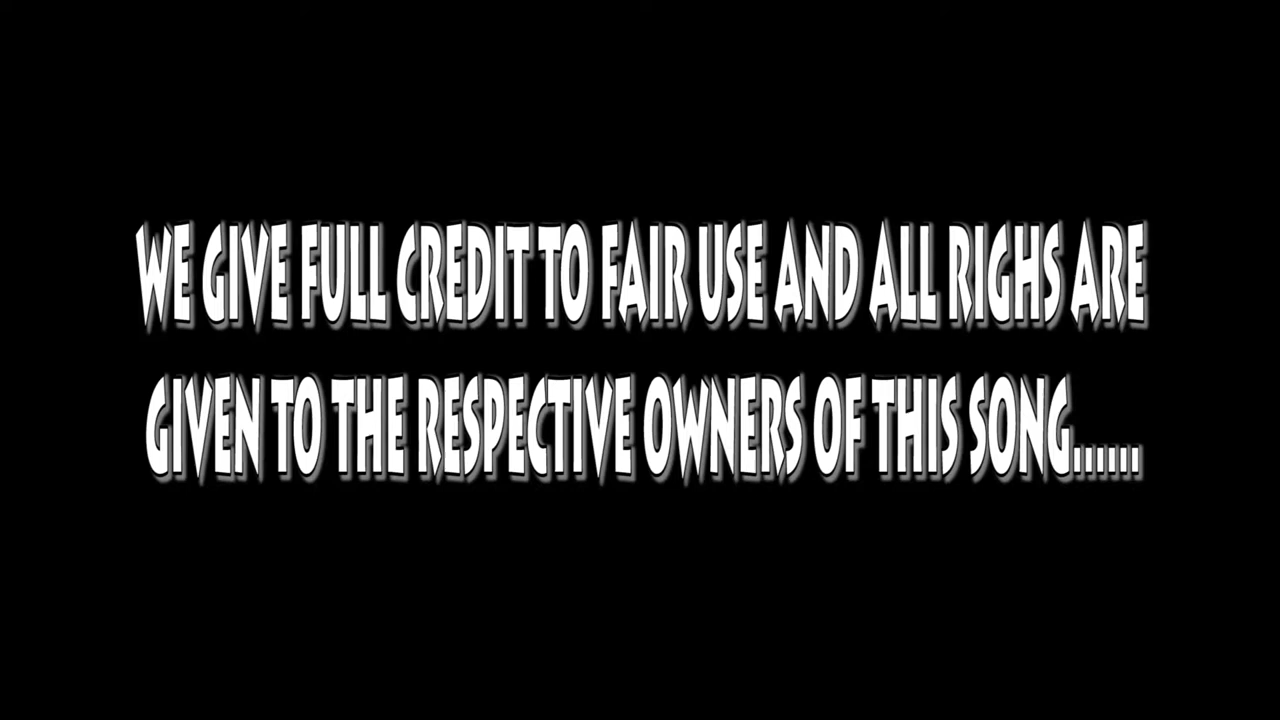 WE GIVE FULL CREDIT TO FAIR USE AND ALL RIGHS ARE
GIVEN TO THE RESPECTIVE OWNERS OF THIS SONG......